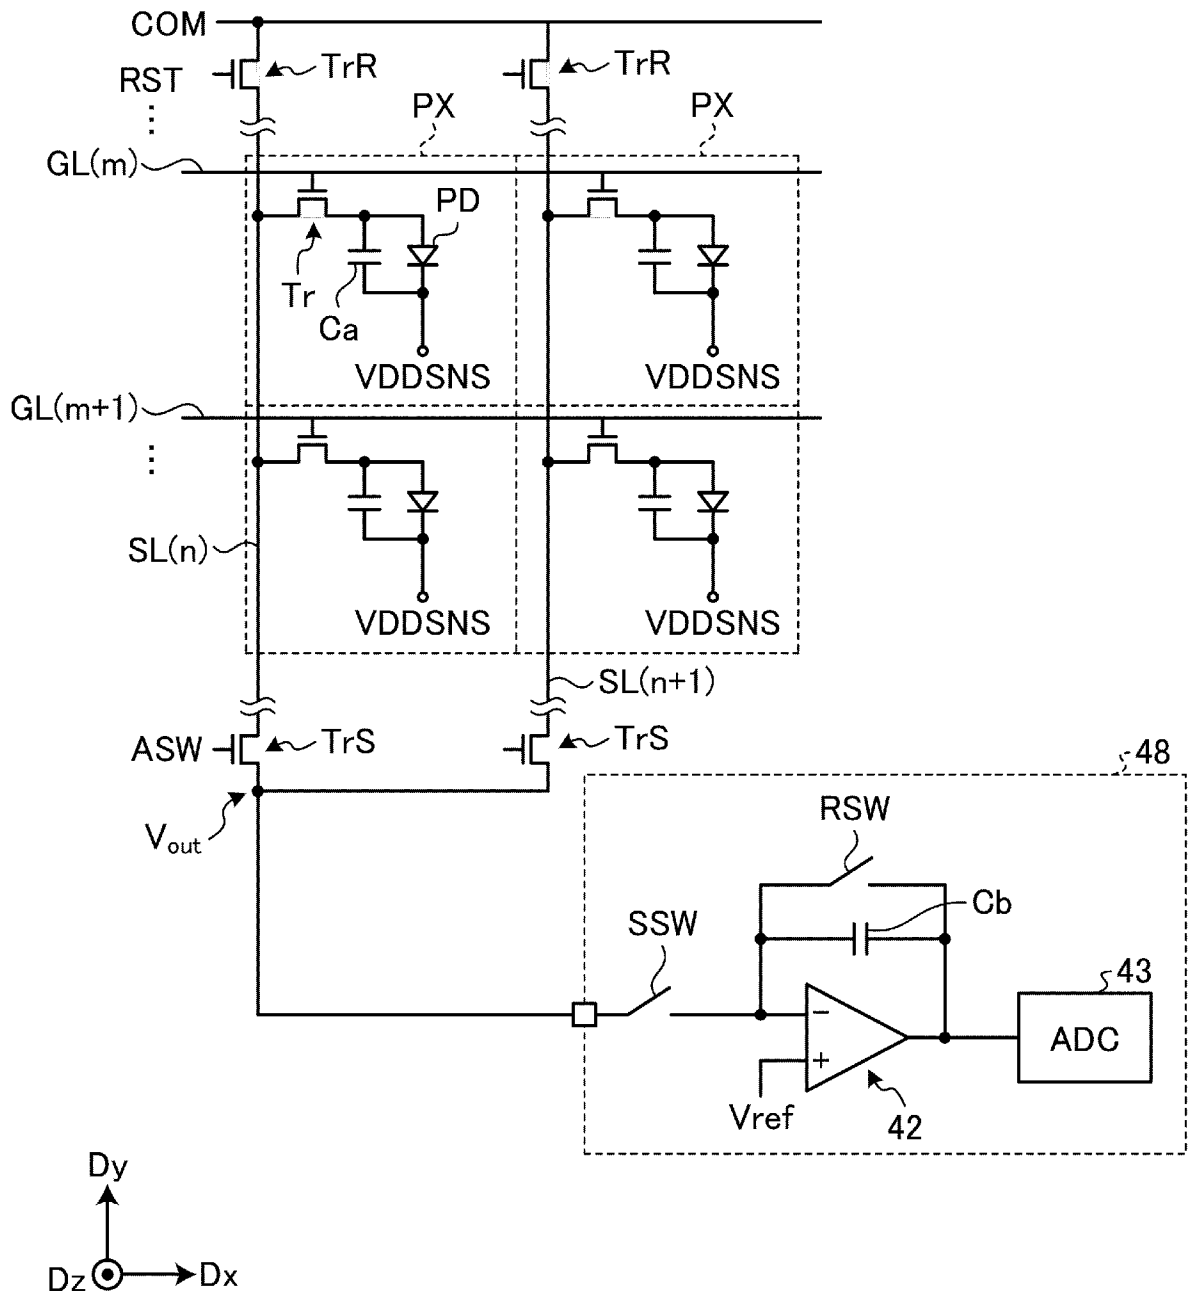 COM
TrR
TrR
RST
PX
PX
GL(m)
PD
Tr
Ca
VDDSNS
VDDSNS
GL(m+1)
SL(n)
VDDSNS
VDDSNS
SL(n+1)
ASW
TrS
TrS
48
Vout
RSW
Cb
SSW
43
−
ADC
+
Vref
42
Dy
Dz
Dx